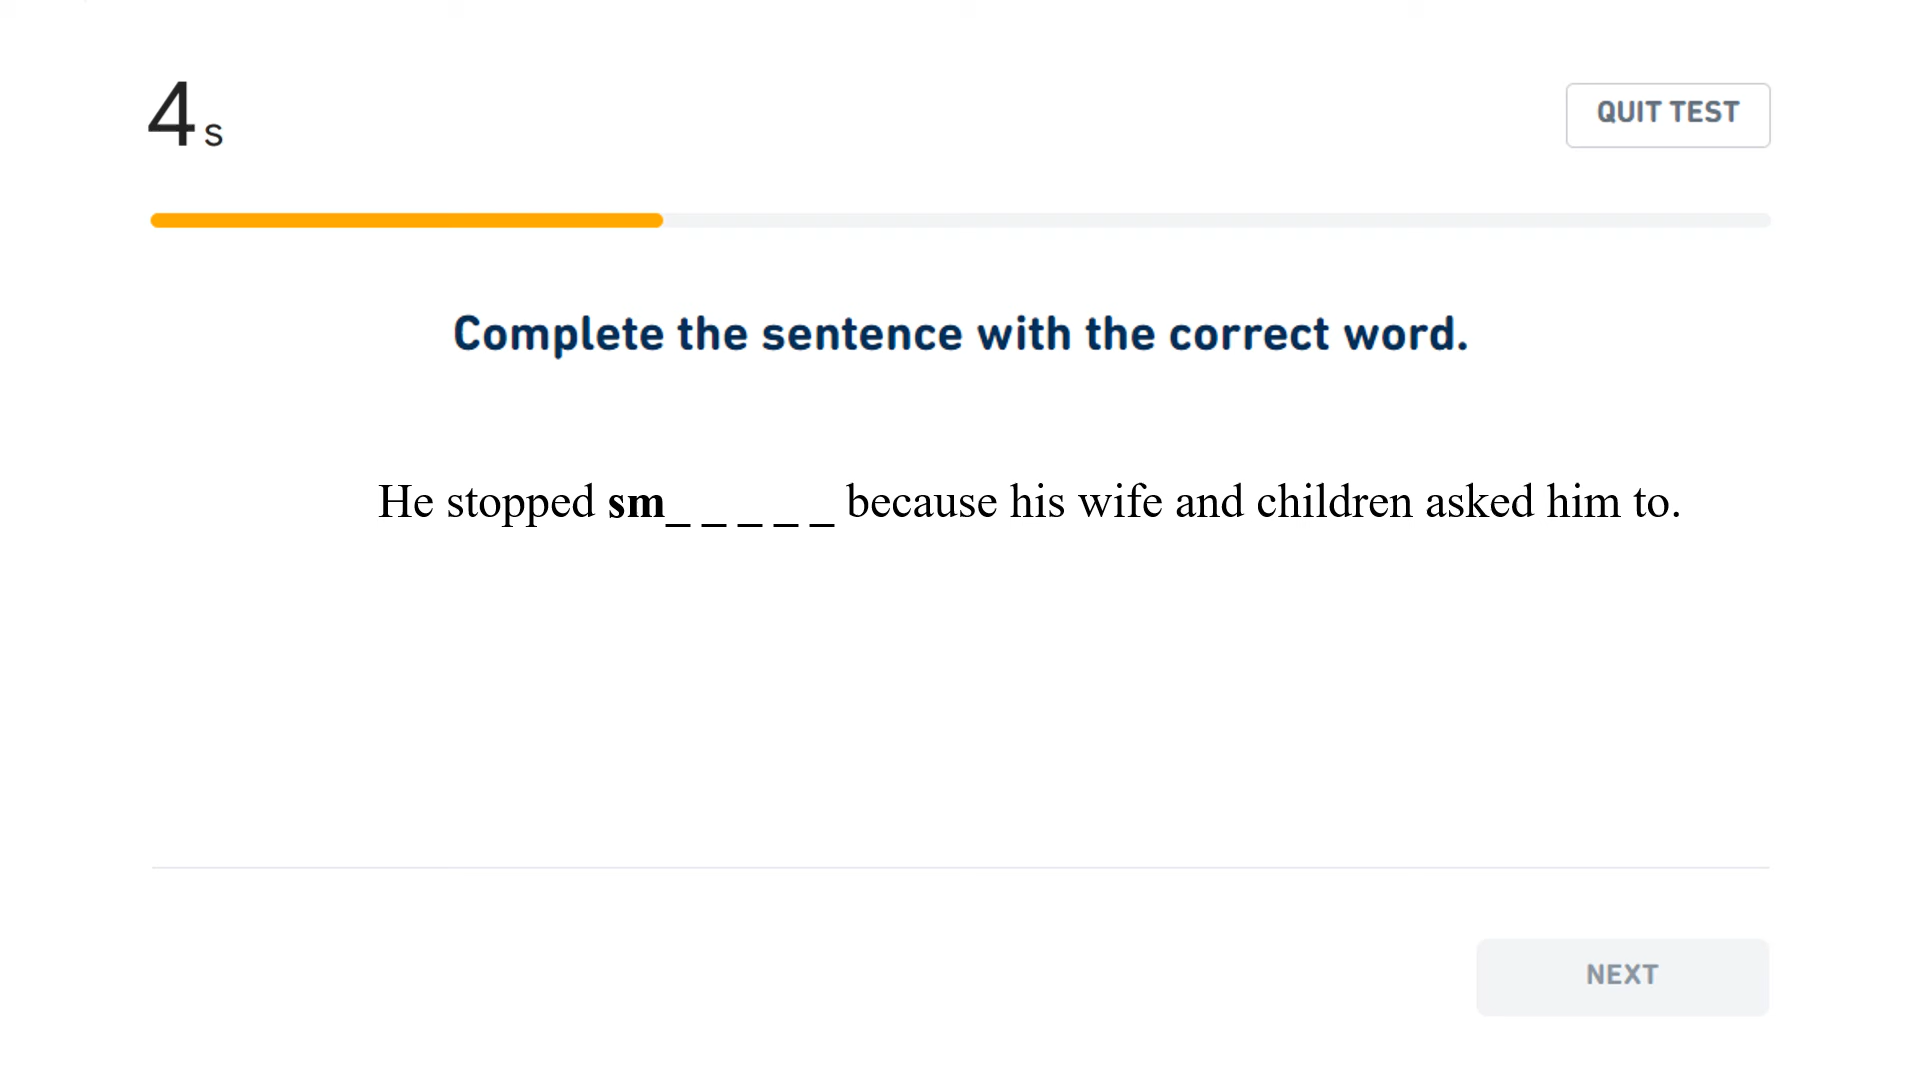 4 s
QUIT TEST
Complete the sentence with the correct word.
He stopped sm_ _ _ _ _ because his wife and children asked him to.
NEXT